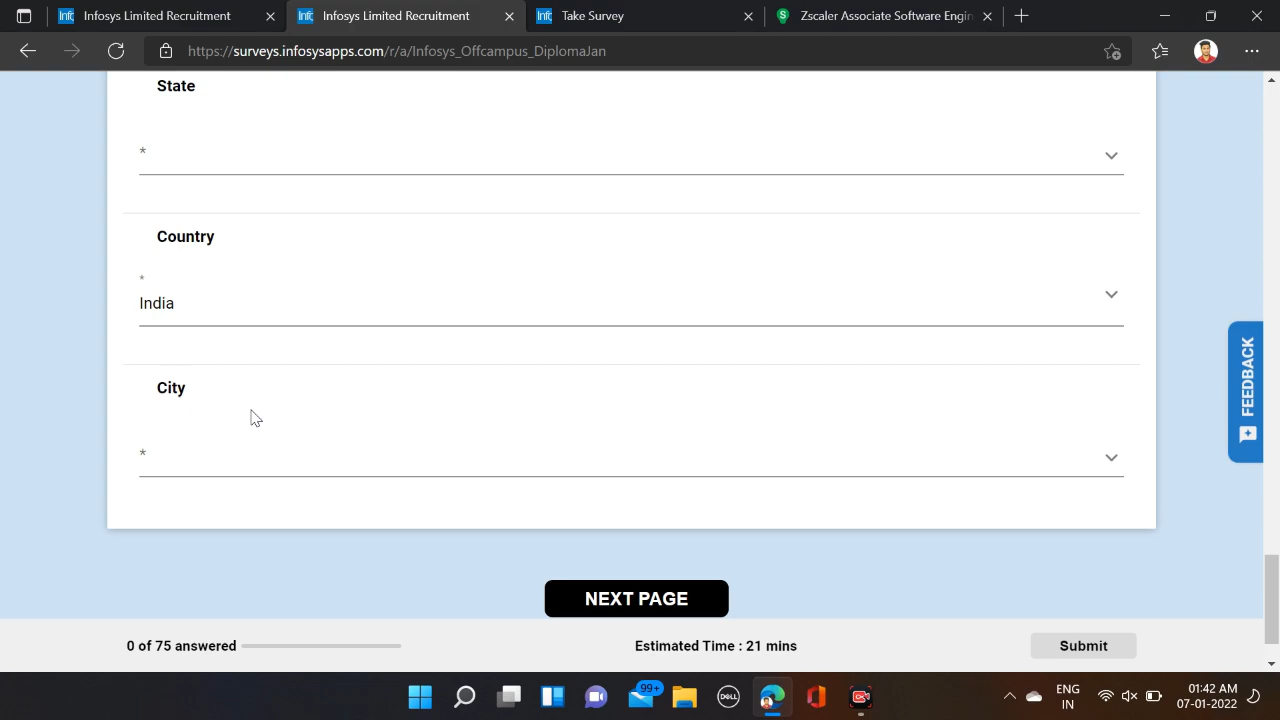 Infosys Limited Recruitment
Infosys Limited Recruitment
Take Survey
Zscaler Associate Software Engin
https://surveys.infosysapps.com/r/a/Infosys_Offcampus_DiplomaJan
State
*
Country
*
India
City
*
FEEDBACK
NEXT PAGE
0 of 75 answered
Estimated Time : 21 mins
Submit
99+
DELL
ENG
IN
01:42 AM
07-01-2022